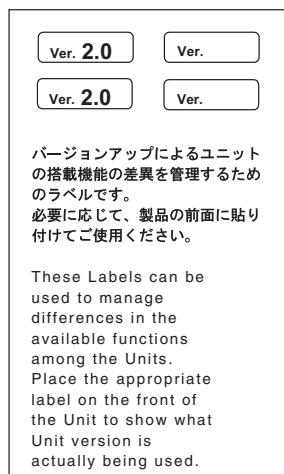 Ver. 2.0 Ver.
Ver. 2.0 Ver.
バージョンアップによるユニット
の搭載機能の差異を管理するため
のラベルです。
必要に応じて、製品の前面に貼り
付けてご使用ください。
These Labels can be
used to manage
differences in the
available functions
among the Units.
Place the appropriate
label on the front of
the Unit to show what
Unit version is
actually being used.